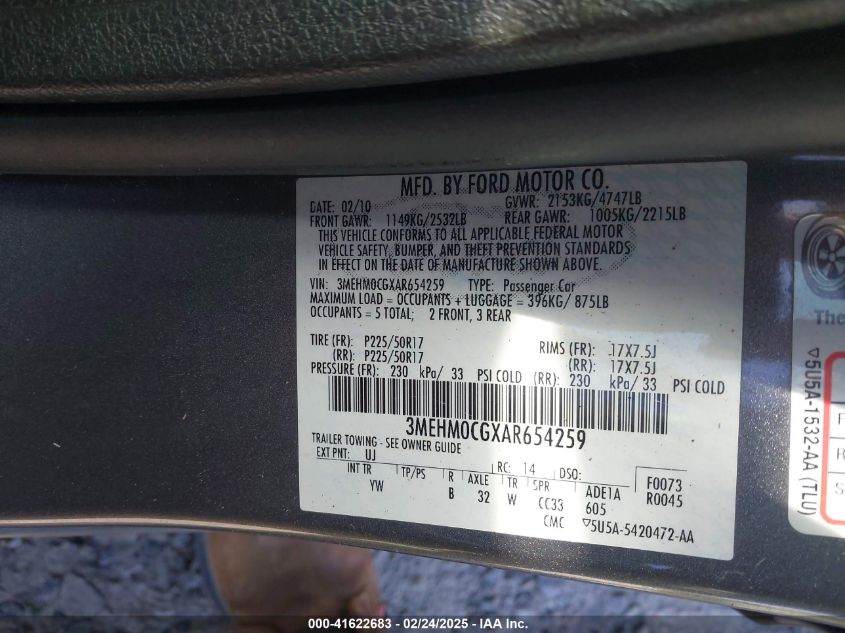 MFD. BY FORD MOTOR CO.
DATE: 02/10 GVWR: 2153KG/4747LB
FRONT GAWR: 1149KG/2532LB REAR GAWR: 1005KG/2215LB
THIS VEHICLE CONFORMS TO ALL APPLICABLE FEDERAL MOTOR
VEHICLE SAFETY, BUMPER, AND THEFT PREVENTION STANDARDS
IN EFFECT ON THE DATE OF MANUFACTURE SHOWN ABOVE.
VIN: 3MEHM0CGXAR654259 TYPE: Passenger Car
MAXIMUM LOAD = OCCUPANTS + LUGGAGE = 396KG/ 875LB
OCCUPANTS = 5 TOTAL; 2 FRONT, 3 REAR
TIRE (FR): P225/50R17 RIMS (FR): 17X7.5J
(RR): P225/50R17 (RR): 17X7.5J
PRESSURE (FR): 230 kPa/ 33 PSI COLD (RR): 230 kPa/ 33 PSI COLD
3MEHM0CGXAR654259
TRAILER TOWING - SEE OWNER GUIDE
EXT PNT: UJ RC: 14 DSO: F0073
INT TR TP/PS R AXLE TR SPR ADE1A R0045
YW B 32 W CC33 605
CMC ▽5U5A-5420472-AA
The
▽5U5A-1532-AA (TLU)
F
R
S
000-41622683 - 02/24/2025 - IAA Inc.